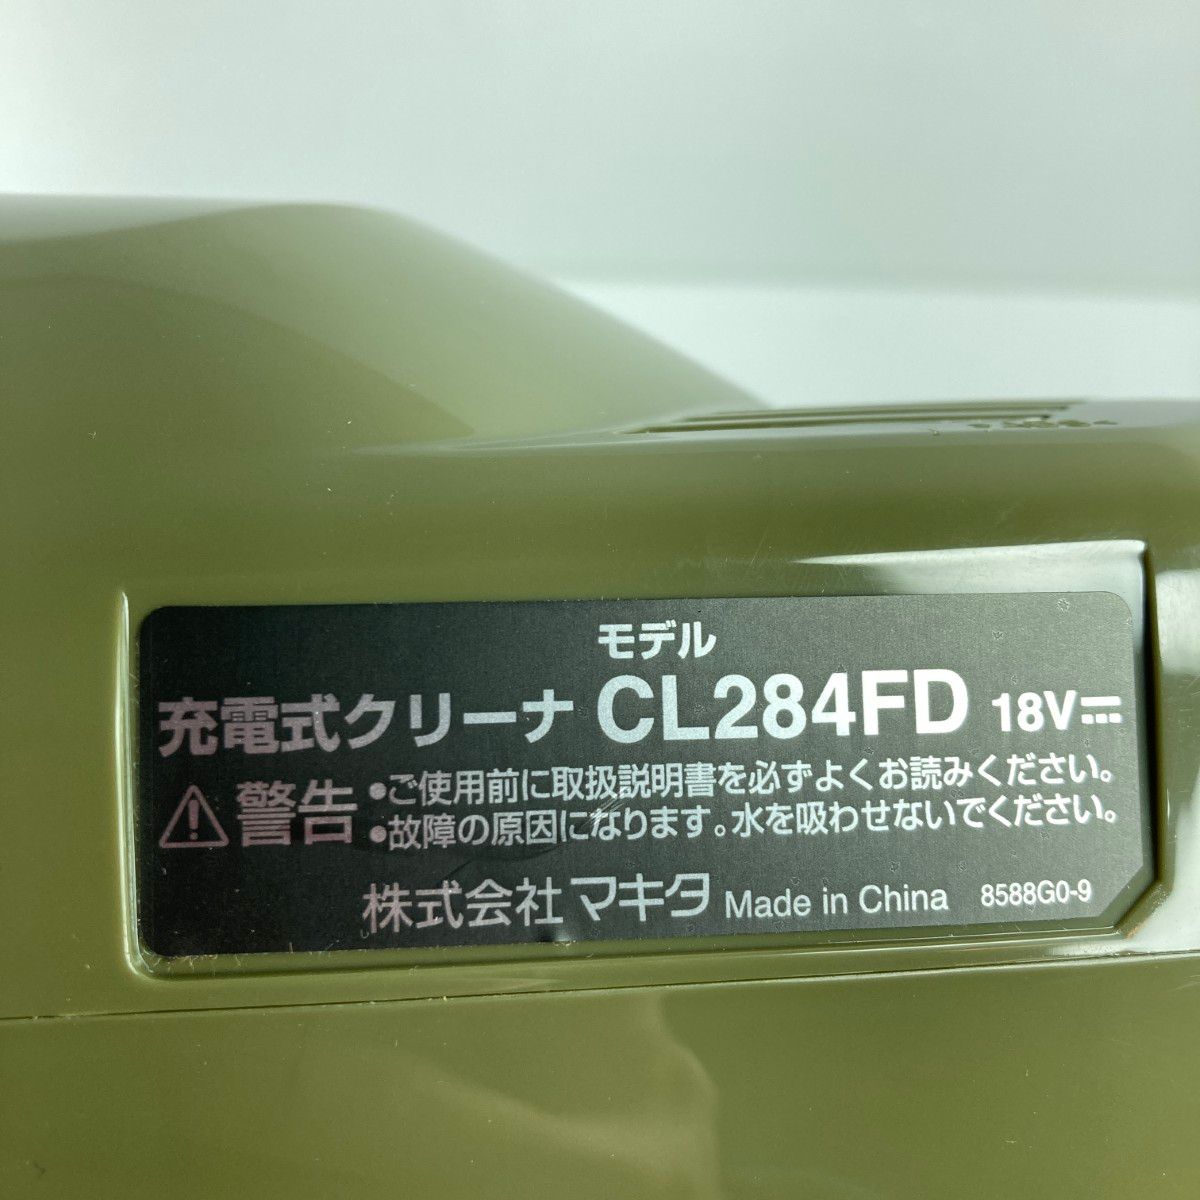 モデル
充電式クリーナ CL284FD 18V⎓
⚠警告 •ご使用前に取扱説明書を必ずよくお読みください。
•故障の原因になります。水を吸わせないでください。
株式会社マキタ Made in China 8588G0-9